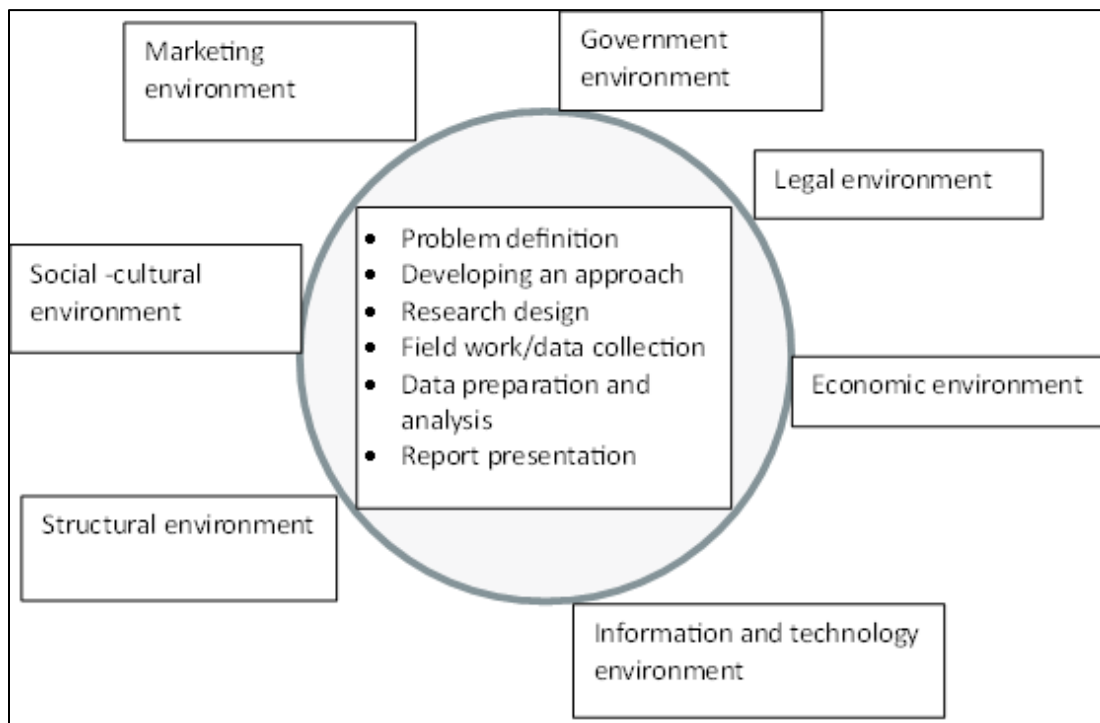 Marketing
environment
Government
environment
Legal environment
• Problem definition
• Developing an approach
• Research design
• Field work/data collection
• Data preparation and
analysis
• Report presentation
Social -cultural
environment
Economic environment
Structural environment
Information and technology
environment